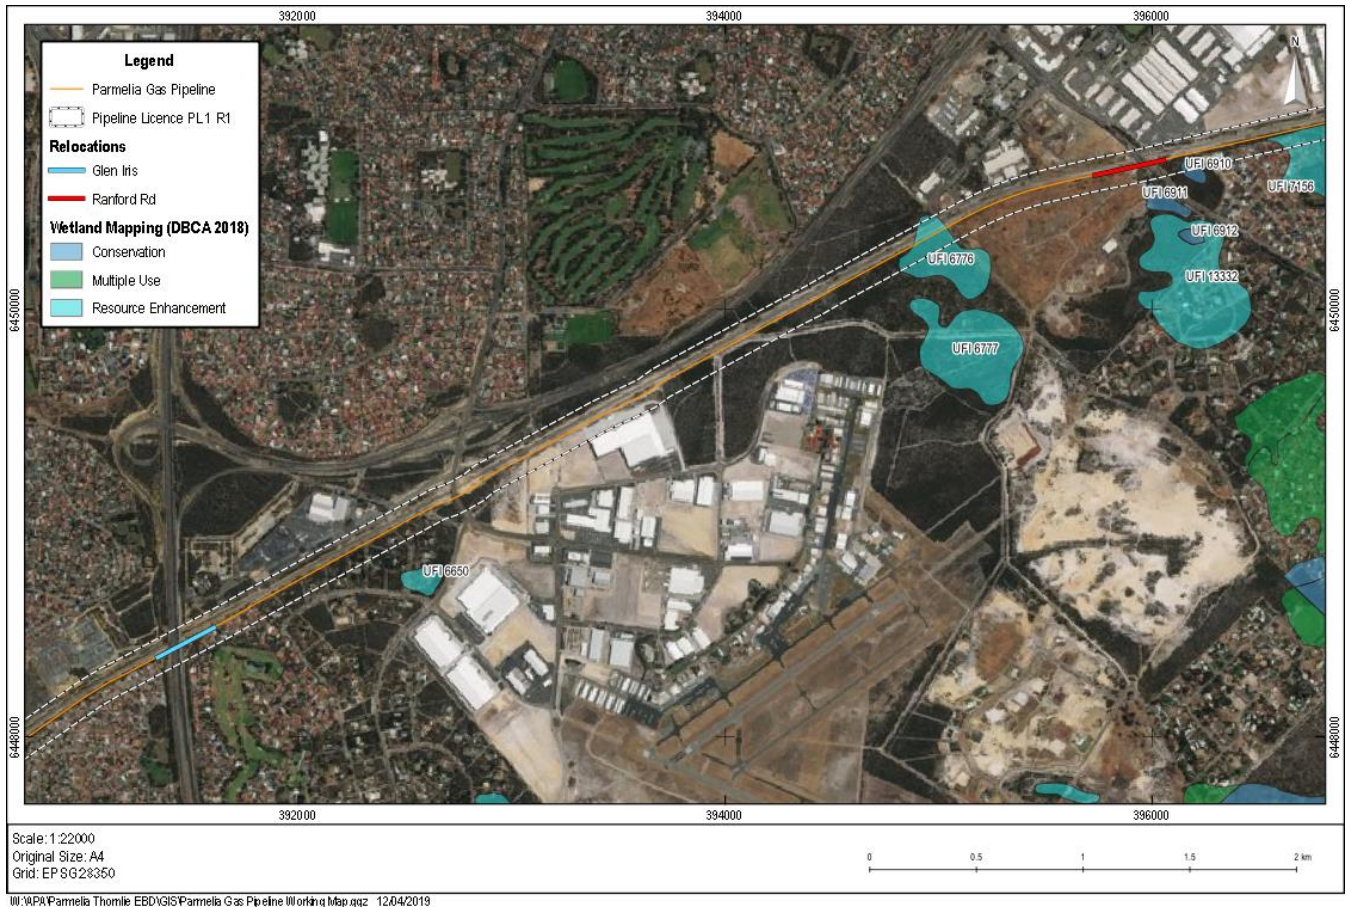 392000
394000
396000
N
Legend
Parmelia Gas Pipeline
Pipeline Licence PL1 R1
Relocations
Glen Iris
Ranford Rd
Wetland Mapping (DBCA 2018)
Conservation
Multiple Use
Resource Enhancement
UFI 6910
UFI 7156
UFI 6911
UFI 6912
UFI 6776
UFI 13332
6450000
6450000
UFI 6777
UFI 6650
6448000
6448000
392000
394000
396000
Scale: 1:22000
Original Size: A4
Grid: EPSG28350
0
0.5
1
1.5
2 km
W:\APA\Parmelia Thornlie EBD\GIS\Parmelia Gas Pipeline Working Map.qgz 12/04/2019